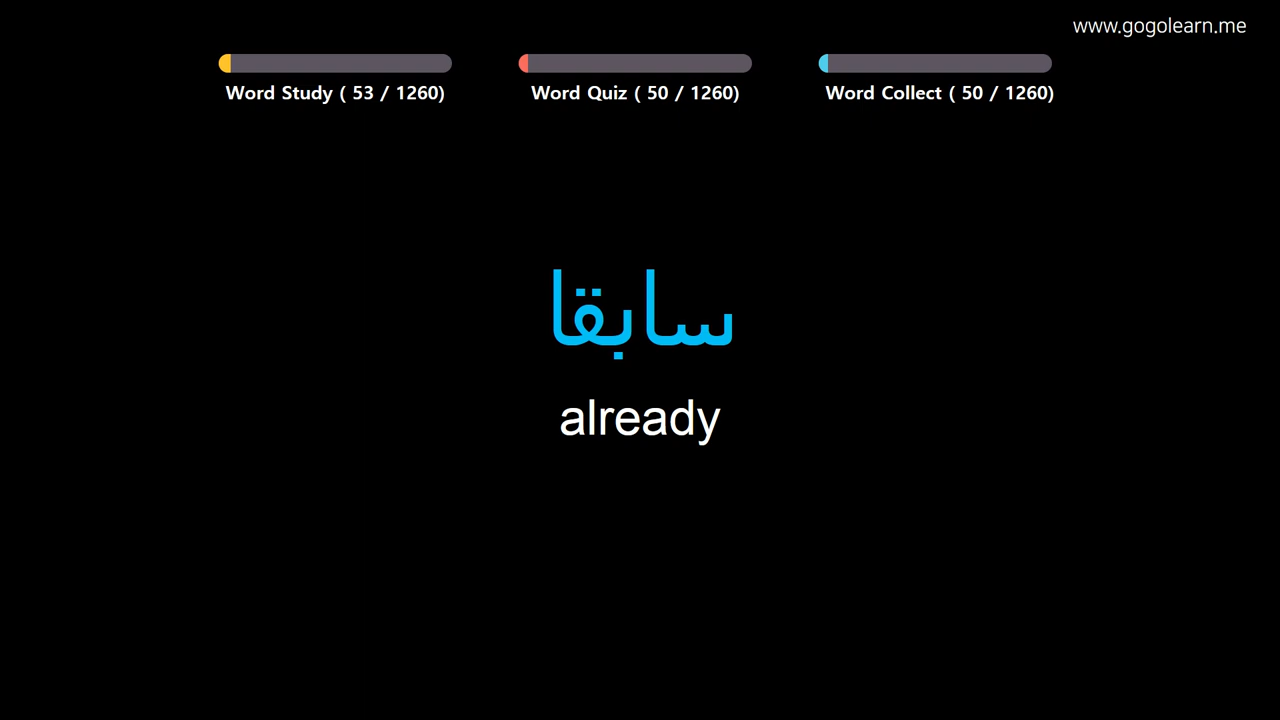 www.gogolearn.me
Word Study ( 53 / 1260)
Word Quiz ( 50 / 1260)
Word Collect ( 50 / 1260)
سابقا
already